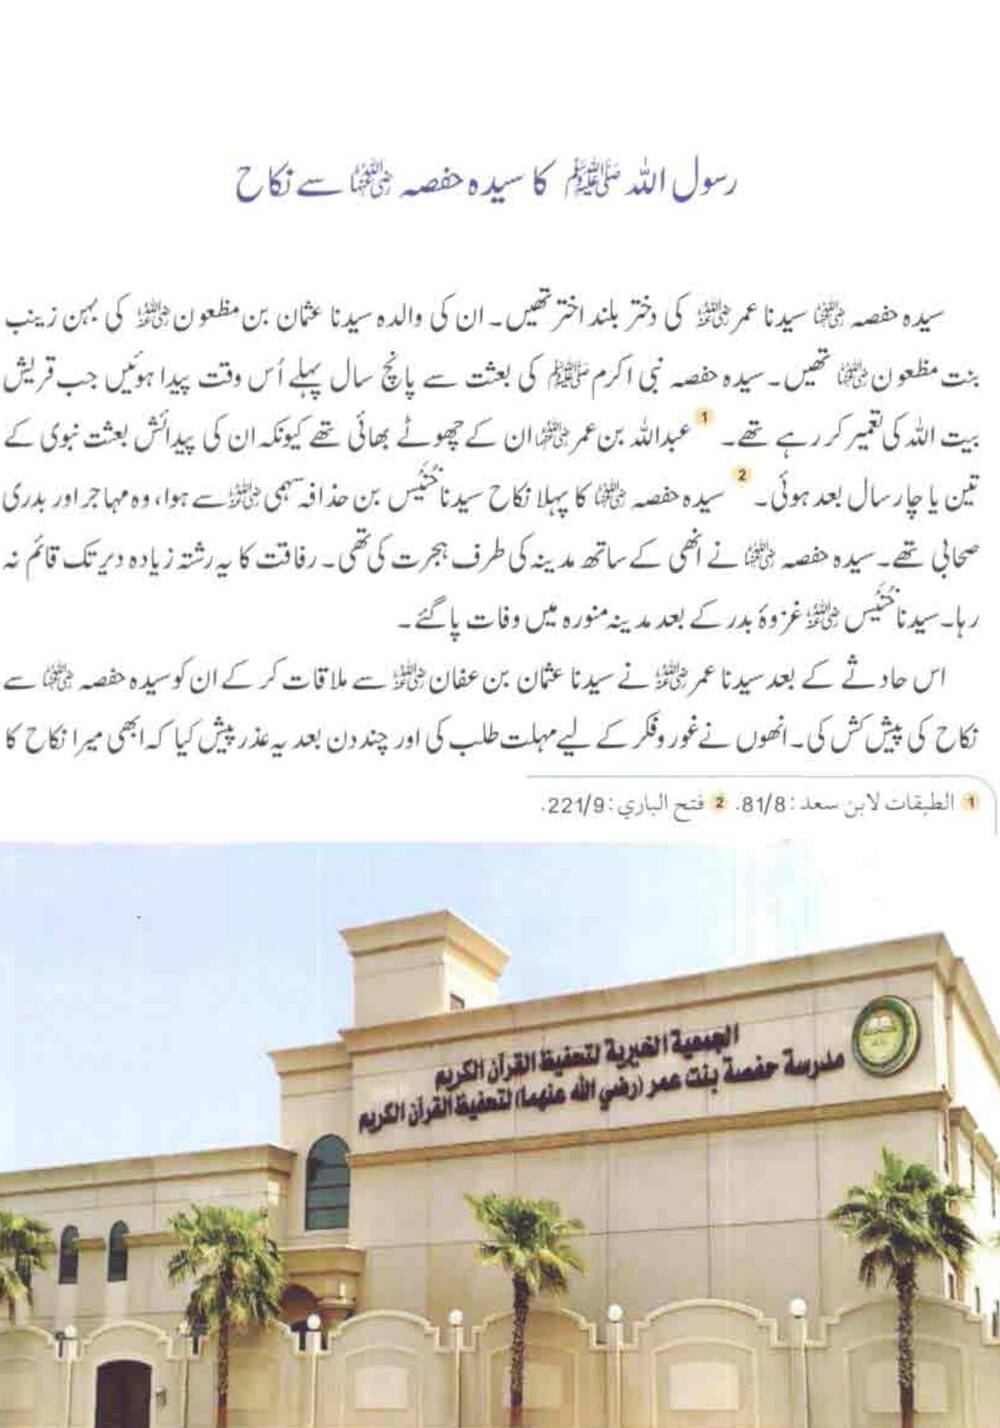 رسول اللہ ﷺ کا سیدہ حفصہ رضی اللہ عنہا سے نکاح
سیدہ حفصہ رضی اللہ عنہا سیدنا عمر رضی اللہ عنہ کی دختر بلند اختر تھیں۔ ان کی والدہ سیدنا عثمان بن مظعون رضی اللہ عنہ کی بہن زینب
بنت مظعون رضی اللہ عنہا تھیں۔ سیدہ حفصہ نبی اکرم ﷺ کی بعثت سے پانچ سال پہلے اُس وقت پیدا ہوئیں جب قریش
بیت اللہ کی تعمیر کر رہے تھے۔ 1 عبداللہ بن عمر رضی اللہ عنہما ان کے چھوٹے بھائی تھے کیونکہ ان کی پیدائش بعثت نبوی کے
تین یا چار سال بعد ہوئی۔ 2 سیدہ حفصہ رضی اللہ عنہا کا پہلا نکاح سیدنا خُنَیْس بن حذافہ سہمی رضی اللہ عنہ سے ہوا، وہ مہاجر اور بدری
صحابی تھے۔ سیدہ حفصہ رضی اللہ عنہا نے انھی کے ساتھ مدینہ کی طرف ہجرت کی تھی۔ رفاقت کا یہ رشتہ زیادہ دیر تک قائم نہ
رہا۔ سیدنا خُنَیْس رضی اللہ عنہ غزوۂ بدر کے بعد مدینہ منورہ میں وفات پا گئے۔
اس حادثے کے بعد سیدنا عمر رضی اللہ عنہ نے سیدنا عثمان بن عفان رضی اللہ عنہ سے ملاقات کر کے ان کو سیدہ حفصہ رضی اللہ عنہا سے
نکاح کی پیش کش کی۔ انھوں نے غور وفکر کے لیے مہلت طلب کی اور چند دن بعد یہ عذر پیش کیا کہ ابھی میرا نکاح کا
1 الطبقات لابن سعد: 81/8. 2 فتح الباري: 221/9.
الجمعية الخيرية لتحفيظ القرآن الكريم
مدرسة حفصة بنت عمر (رضي الله عنهما) لتحفيظ القرآن الكريم